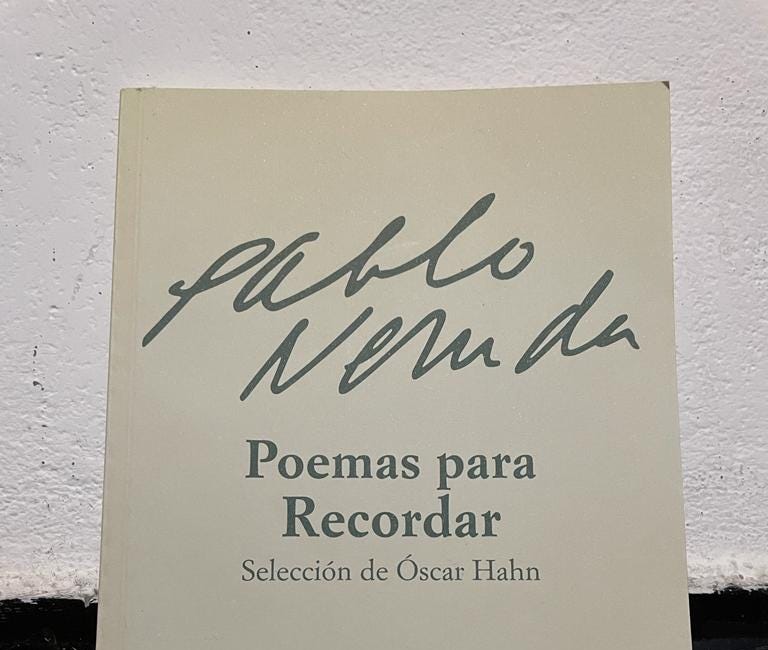 Pablo
Neruda
Poemas para
Recordar
Selección de Óscar Hahn